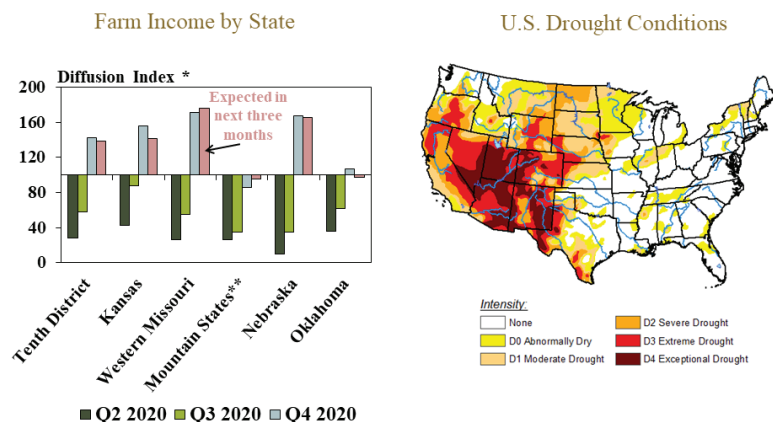 Farm Income by State
Diffusion Index *
200
160
120
80
40
0
Expected in
next three
months
Tenth District
Kansas
Western Missouri
Mountain States**
Nebraska
Oklahoma
Q2 2020 Q3 2020 Q4 2020
U.S. Drought Conditions
Intensity:
None
D0 Abnormally Dry
D1 Moderate Drought
D2 Severe Drought
D3 Extreme Drought
D4 Exceptional Drought